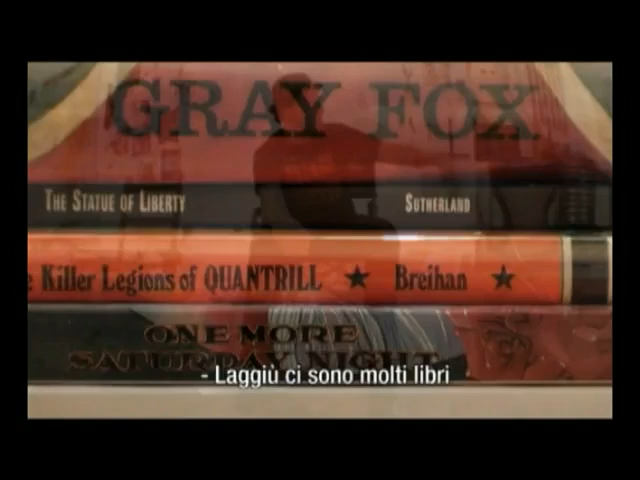 GRAY FOX
THE STATUE OF LIBERTY SUTHERLAND
e Killer Legions of QUANTRILL ★ Breihan ★
ONE MORE
SATURDAY NIGHT
- Laggiù ci sono molti libri